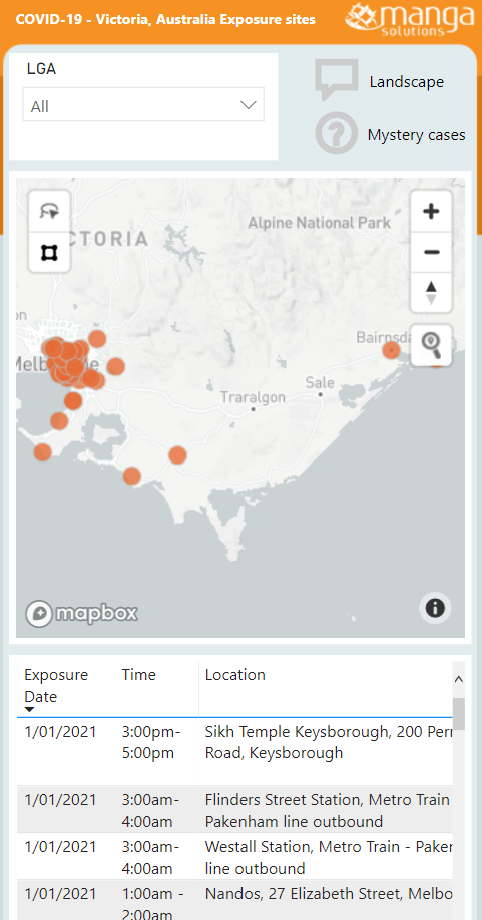 COVID-19 - Victoria, Australia Exposure sites
manga
solutions
LGA
All
Landscape
Mystery cases
CTORIA
Alpine National Park
Bairnsda
Melbourne
Sale
Traralgon
mapbox
Exposure
Date
Time
Location
1/01/2021
3:00pm-
5:00pm
Sikh Temple Keysborough, 200 Perr
Road, Keysborough
1/01/2021
3:00am-
4:00am
Flinders Street Station, Metro Train
Pakenham line outbound
1/01/2021
3:00am-
4:00am
Westall Station, Metro Train - Paker
line outbound
1/01/2021
1:00am -
2:00am
Nandos, 27 Elizabeth Street, Melbo